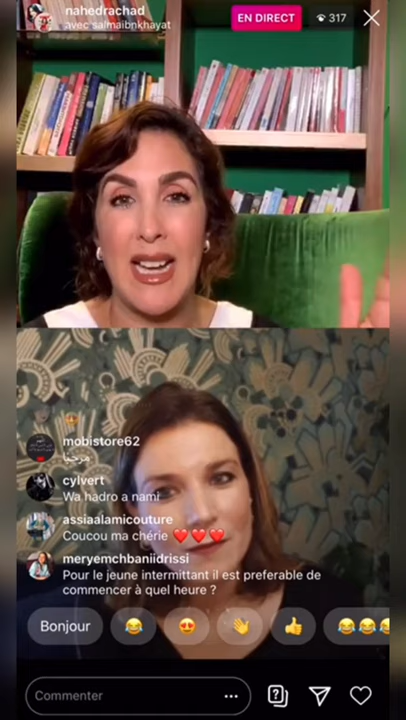 nahedrachad
avec salmaibnkhayat
EN DIRECT
317
mobistore62
مرحبا
cylvert
Wa hadro a nami
assiaalamicouture
Coucou ma chérie ❤️❤️❤️
meryemchbaniidrissi
Pour le jeune intermittant il est preferable de
commencer à quel heure ?
Bonjour
Commenter